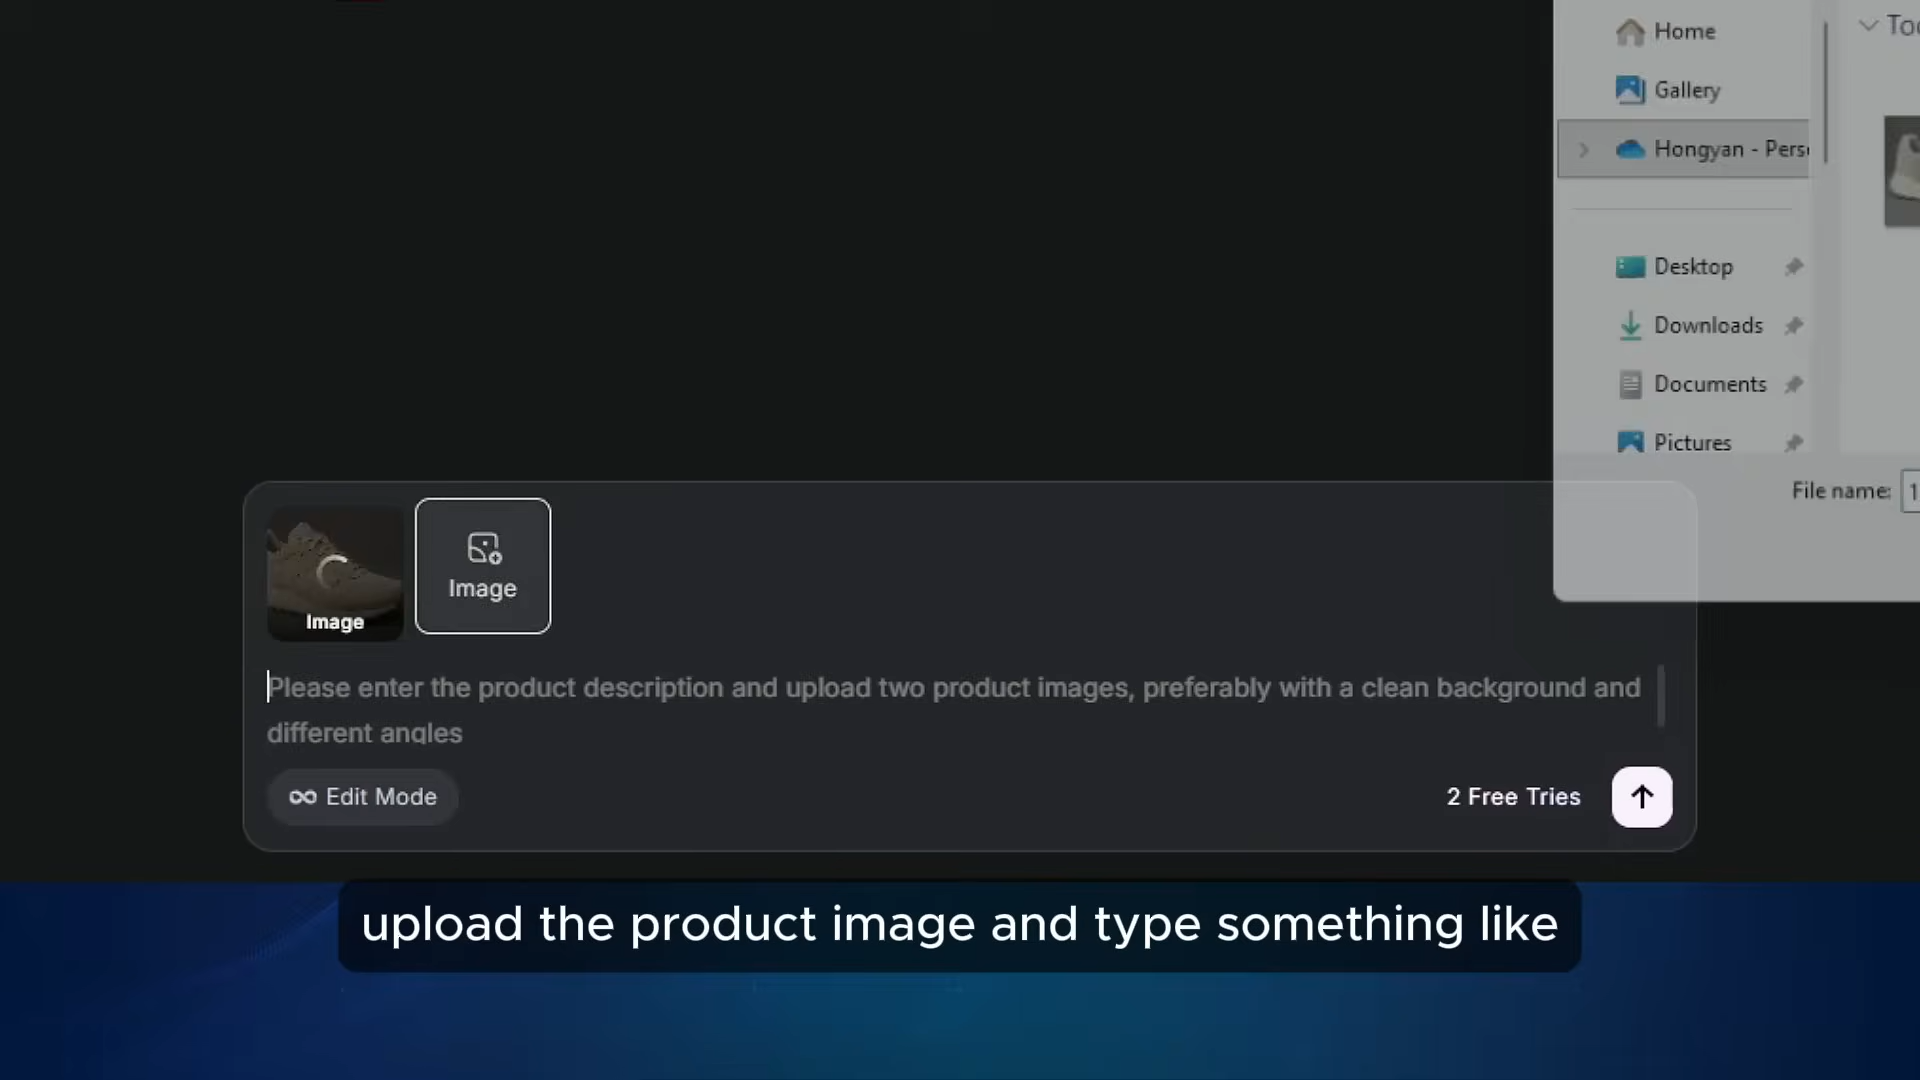 Home
Gallery
Hongyan - Pers
Desktop
Downloads
Documents
Pictures
File name: 1
Image
Image
Please enter the product description and upload two product images, preferably with a clean background and
different angles
Edit Mode
2 Free Tries
upload the product image and type something like